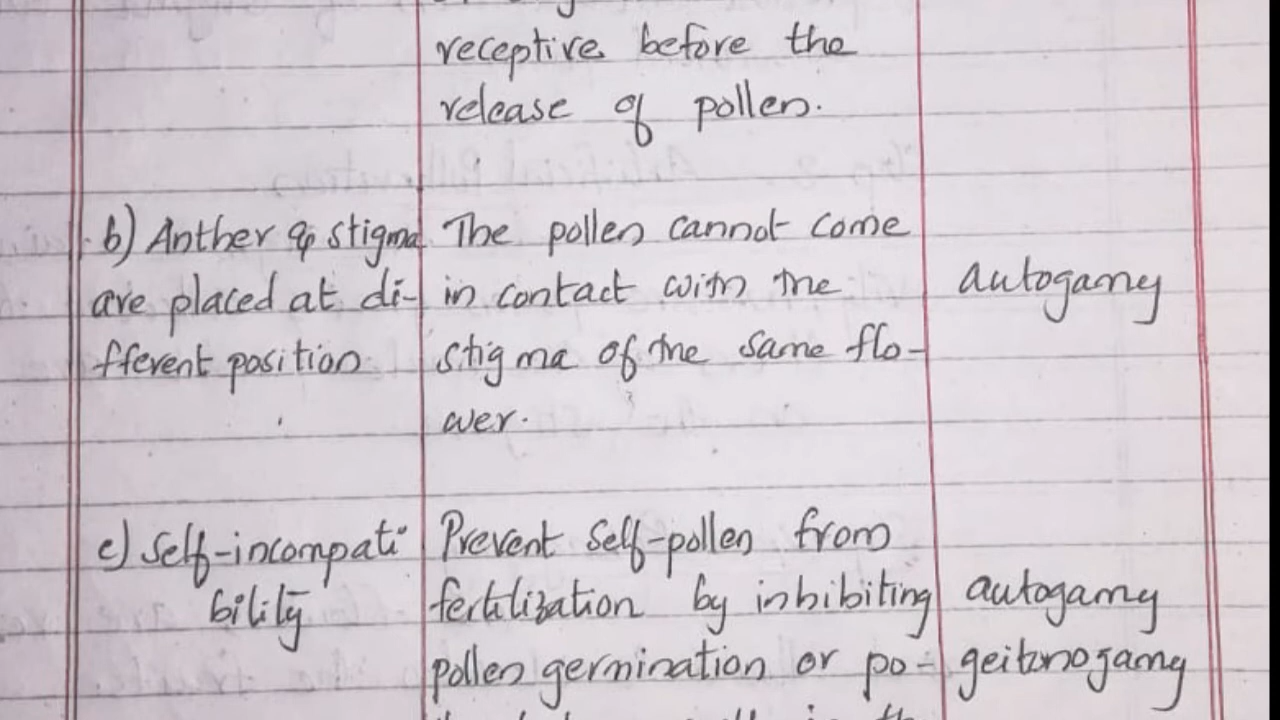 receptive before the
release of pollen.
b) Anther & stigma
are placed at di-
fferent position.
The pollen cannot come
in contact with the
stigma of the same flo-
wer.
autogamy
c) Self-incompati
bility
Prevent self-pollen from
fertilization by inhibiting
pollen germination or po-
autogamy
geitonogamy